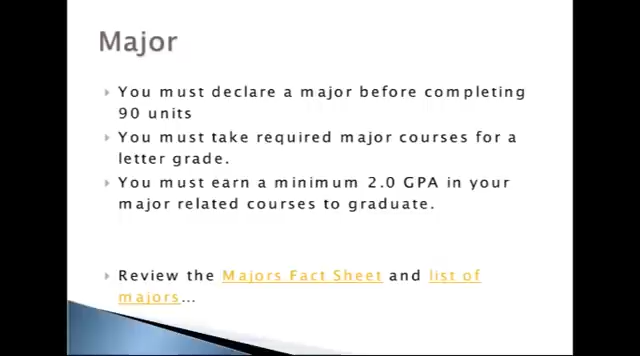 Major
You must declare a major before completing
90 units
You must take required major courses for a
letter grade.
You must earn a minimum 2.0 GPA in your
major related courses to graduate.
Review the Majors Fact Sheet and list of
majors...